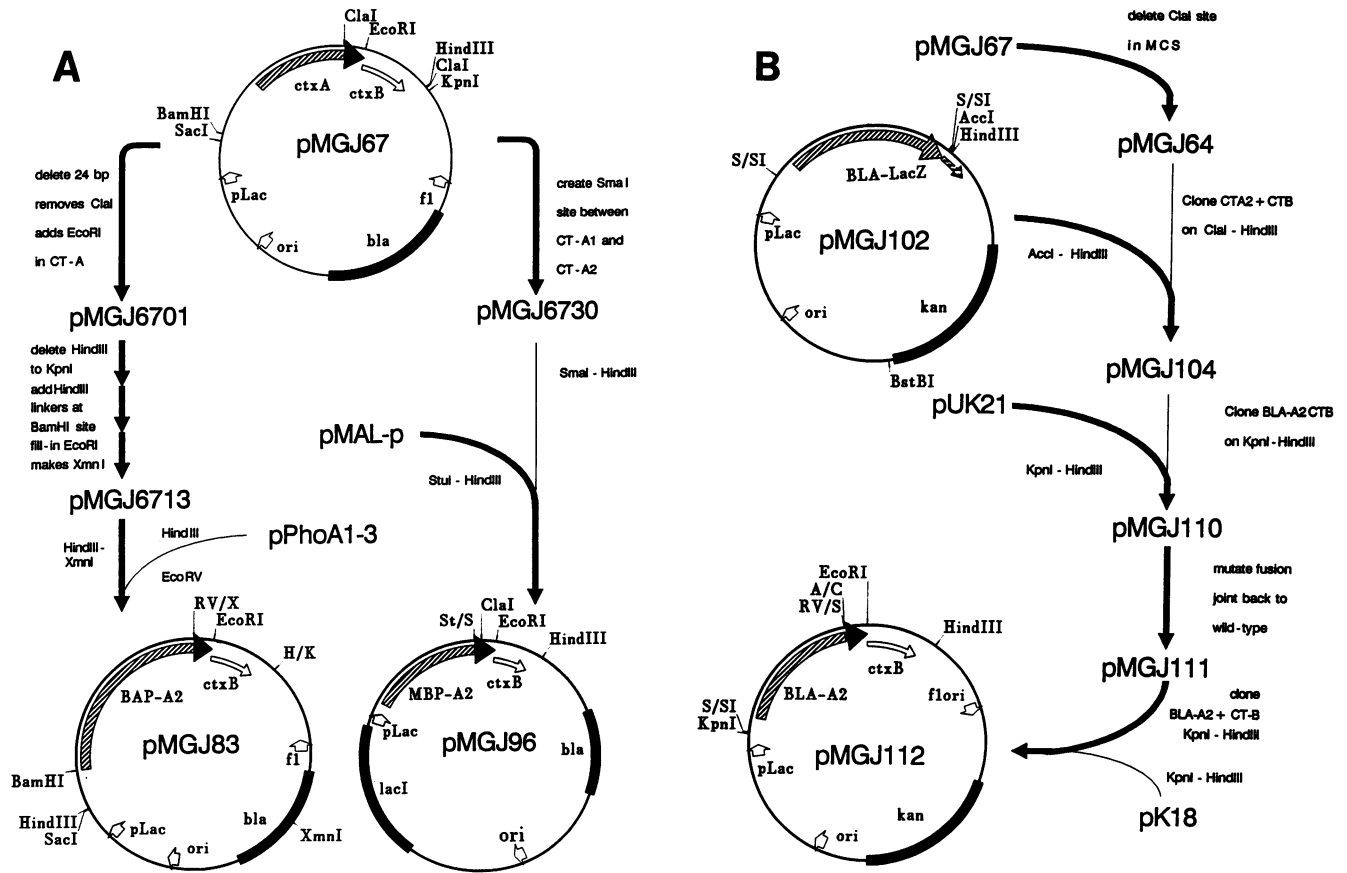 A
ClaI
EcoRI
HindIII
ClaI
KpnI
ctxA
ctxB
BamHI
SacI
pMGJ67
pLac
f1
bla
ori
delete 24 bp
removes ClaI
adds EcoRI
in CT-A
create Sma I
site between
CT-A1 and
CT-A2
pMGJ6701
pMGJ6730
delete HindIII
to KpnI
add HindIII
linkers at
BamHI site
fill-in EcoRI
makes XmnI
SmaI - HindIII
pMAL-p
StuI - HindIII
pMGJ6713
HindIII-
XmnI
HindIII
pPhoA1-3
EcoRV
RV/X
EcoRI
H/K
ctxB
BAP-A2
pMGJ83
f1
BamHI
HindIII
SacI
pLac
ori
bla
XmnI
St/S
ClaI
EcoRI
HindIII
ctxB
MBP-A2
pLac
pMGJ96
bla
lacI
ori
B
pMGJ67
delete ClaI site
in MCS
pMGJ64
S/SI
AccI
HindIII
S/SI
BLA-LacZ
pLac
pMGJ102
ori
kan
BstBI
Clone CTA2 + CTB
on ClaI - HindIII
AccI - HindIII
pMGJ104
pUK21
Clone BLA-A2CTB
on KpnI-HindIII
KpnI - HindIII
pMGJ110
mutate fusion
joint back to
wild-type
pMGJ111
clone
BLA-A2 + CT-B
KpnI - HindIII
KpnI - HindIII
pK18
EcoRI
A/C
RV/S
HindIII
ctxB
BLA-A2
f1ori
S/SI
KpnI
pLac
pMGJ112
kan
ori